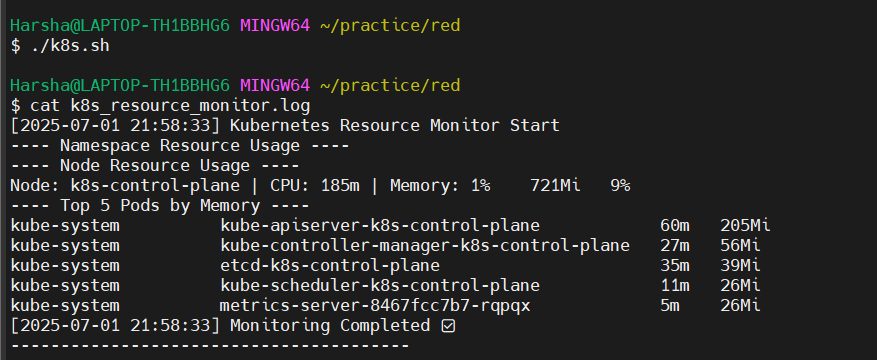 Harsha@LAPTOP-TH1BBHG6 MINGW64 ~/practice/red
$ ./k8s.sh
Harsha@LAPTOP-TH1BBHG6 MINGW64 ~/practice/red
$ cat k8s_resource_monitor.log
[2025-07-01 21:58:33] Kubernetes Resource Monitor Start
---- Namespace Resource Usage ----
---- Node Resource Usage ----
Node: k8s-control-plane | CPU: 185m | Memory: 1%    721Mi   9%
---- Top 5 Pods by Memory ----
kube-system          kube-apiserver-k8s-control-plane            60m   205Mi
kube-system          kube-controller-manager-k8s-control-plane   27m   56Mi
kube-system          etcd-k8s-control-plane                      35m   39Mi
kube-system          kube-scheduler-k8s-control-plane            11m   26Mi
kube-system          metrics-server-8467fcc7b7-rqpqx             5m    26Mi
[2025-07-01 21:58:33] Monitoring Completed ☑
----------------------------------------